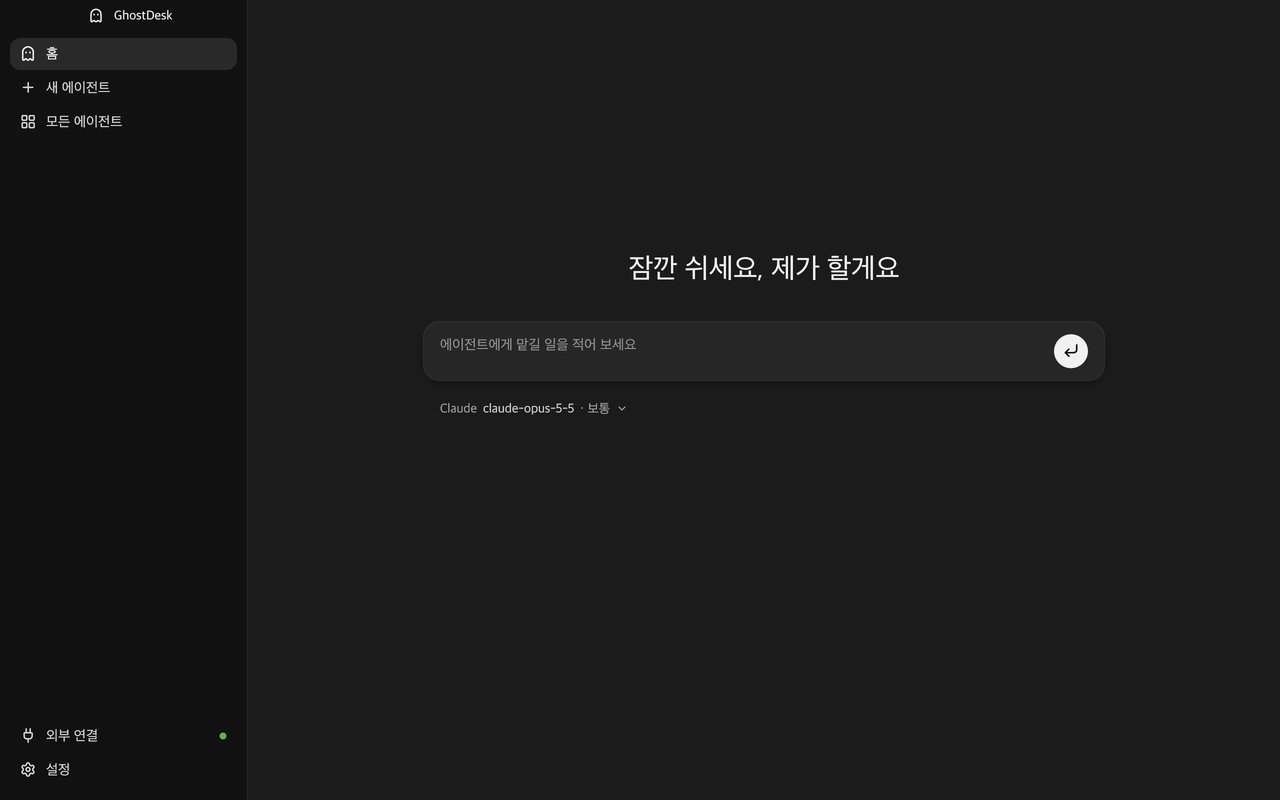 GhostDesk
홈
새 에이전트
모든 에이전트
잠깐 쉬세요, 제가 할게요
에이전트에게 맡길 일을 적어 보세요
Claude claude-opus-5-5 · 보통
외부 연결
설정